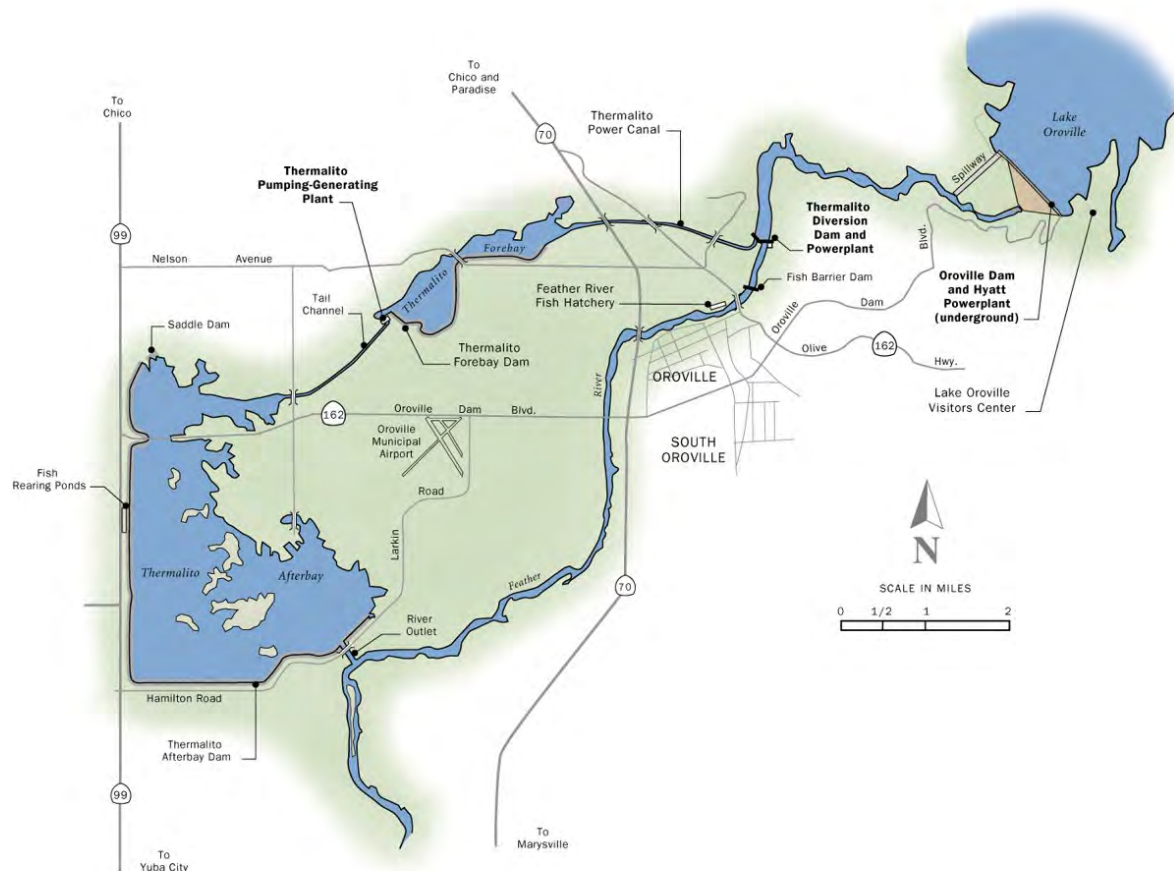 To
Chico and
Paradise
To
Chico
70
Thermalito
Power Canal
Lake
Oroville
Spillway
Thermalito
Pumping-Generating
Plant
Thermalito
Diversion
Dam and
Powerplant
99
Nelson Avenue
Forebay
Thermalito
Blvd.
Fish Barrier Dam
Feather River
Fish Hatchery
Oroville Dam
and Hyatt
Powerplant
(underground)
Tail
Channel
Saddle Dam
Thermalito
Forebay Dam
Oroville
Dam
Olive
162
Hwy.
OROVILLE
River
Lake Oroville
Visitors Center
162
Oroville Dam Blvd.
Oroville
Municipal
Airport
SOUTH
OROVILLE
Fish
Rearing Ponds
Road
Larkin
N
Thermalito
Afterbay
Feather
70
SCALE IN MILES
0 1/2 1 2
River
Outlet
Hamilton Road
Thermalito
Afterbay Dam
99
To
Marysville
To
Yuba City